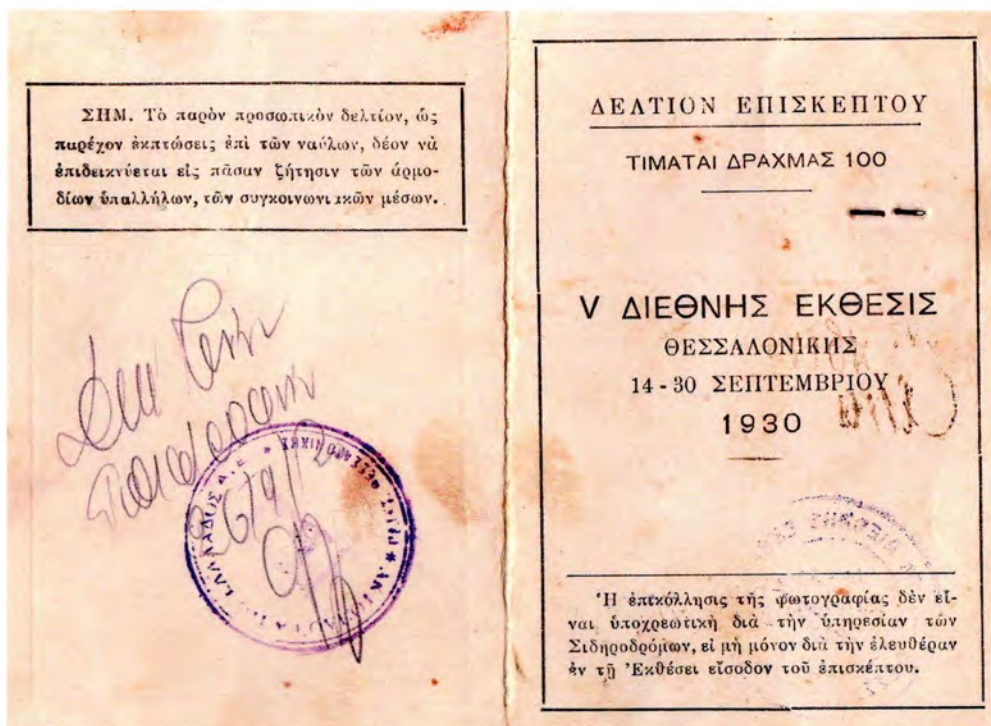 ΣΗΜ. Τὸ παρὸν προσωπικὸν δελτίον, ὡς
παρέχον ἐκπτώσεις ἐπὶ τῶν ναύλων, δέον νὰ
ἐπιδεικνύεται εἰς πᾶσαν ζήτησιν τῶν ἁρμο-
δίων ὑπαλλήλων, τῶν συγκοινωνιακῶν μέσων.
ΔΕΛΤΙΟΝ ΕΠΙΣΚΕΠΤΟΥ
ΤΙΜΑΤΑΙ ΔΡΑΧΜΑΣ 100
V ΔΙΕΘΝΗΣ ΕΚΘΕΣΙΣ
ΘΕΣΣΑΛΟΝΙΚΗΣ
14 - 30 ΣΕΠΤΕΜΒΡΙΟΥ
1930
Ἡ ἐπικόλλησις τῆς φωτογραφίας δὲν εἶ-
ναι ὑποχρεωτικὴ διὰ τὴν ὑπηρεσίαν τῶν
Σιδηροδρόμων, εἰ μὴ μόνον διὰ τὴν ἐλευθέραν
ἐν τῇ Ἐκθέσει εἴσοδον τοῦ ἐπισκέπτου.